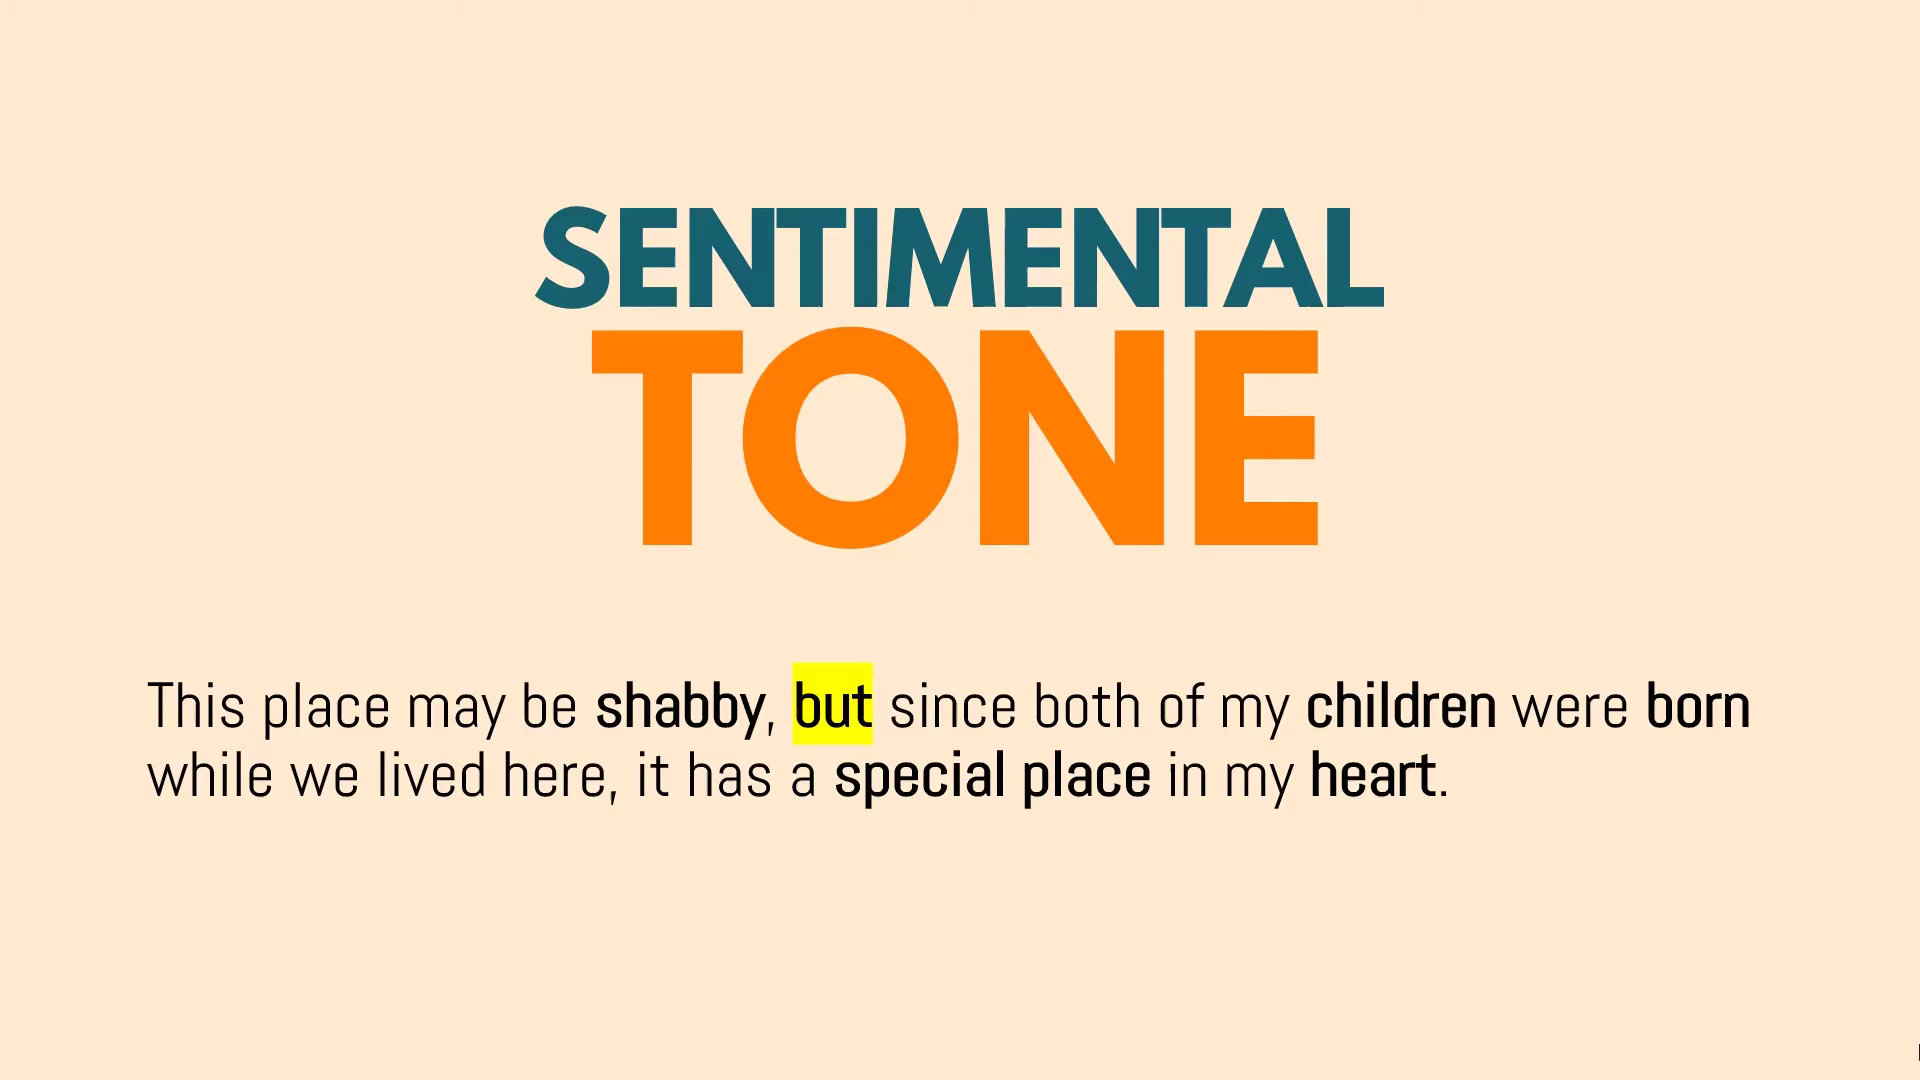 SENTIMENTAL
TONE
This place may be shabby, but since both of my children were born
while we lived here, it has a special place in my heart.